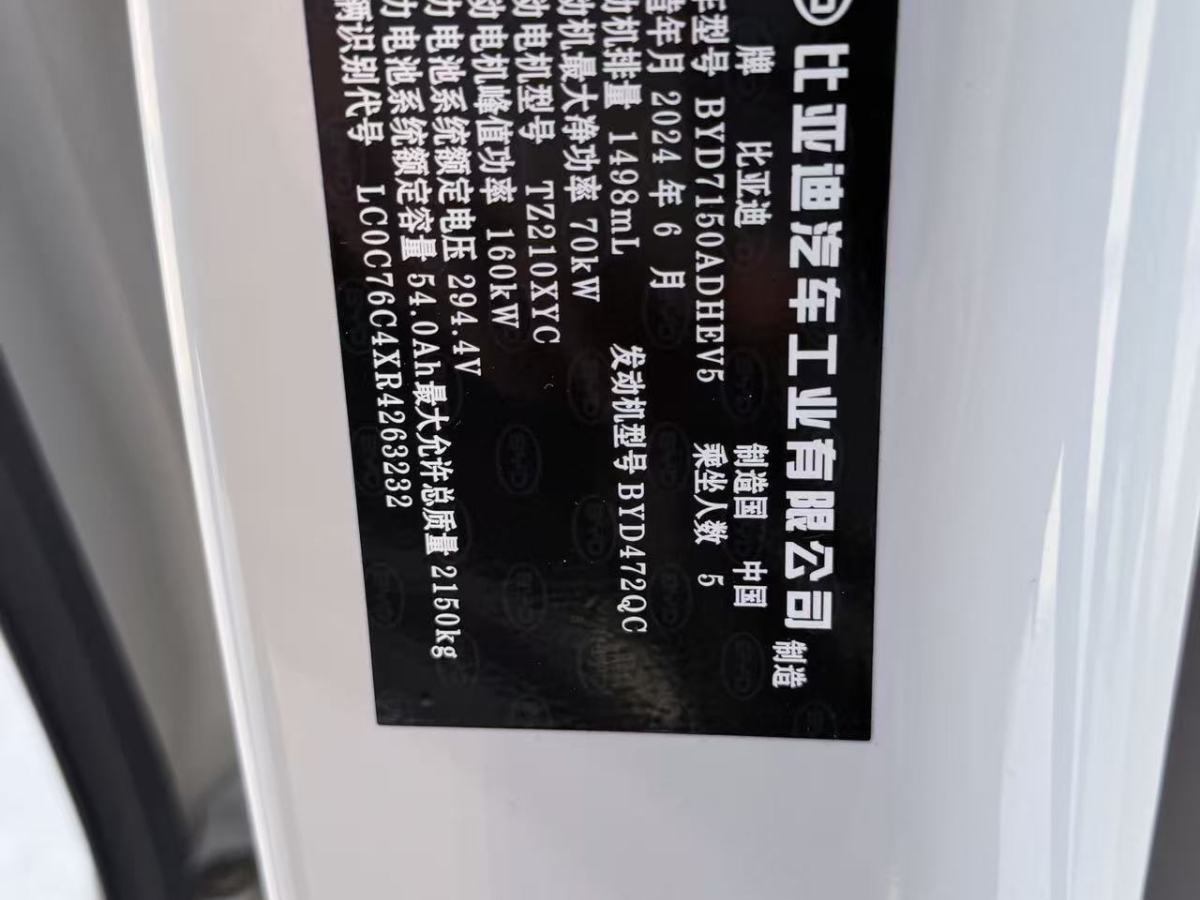 比亚迪汽车工业有限公司 制造
牌 比亚迪 制造国 中国
车型号 BYD7150ADHEV5 乘坐人数 5
造年月 2024 年 6 月
动机排量 1498mL 发动机型号 BYD472QC
动机最大净功率 70kW
动电机型号 TZ210XYC
动电机峰值功率 160kW
力电池系统额定电压 294.4V
力电池系统额定容量 54.0Ah 最大允许总质量 2150kg
辆识别代号 LC0C76C4XR4263232